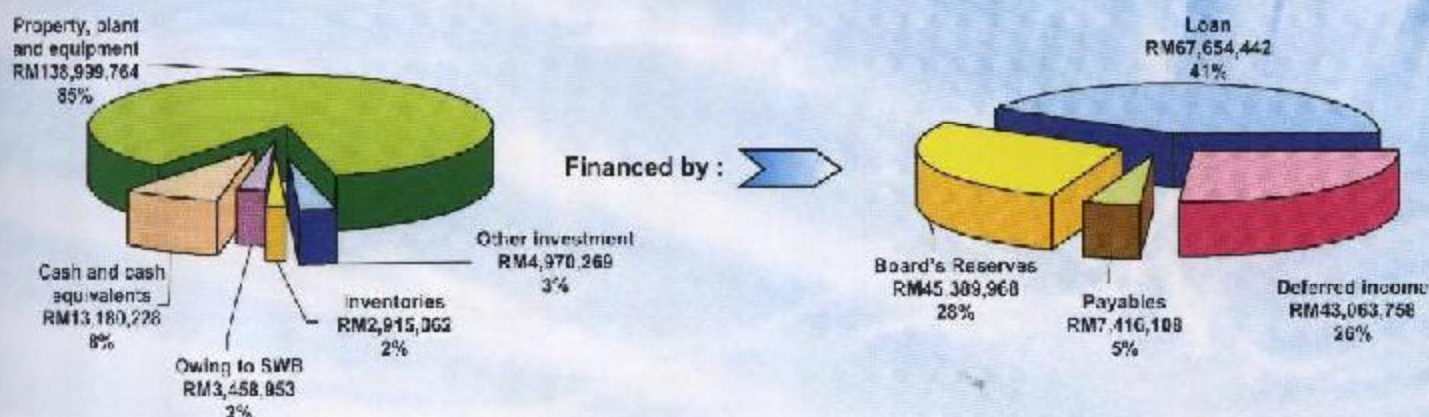 Property, plant
and equipment
RM138,999,764
85%
Cash and cash
equivalents
RM13,180,228
8%
Owing to SWB
RM3,458,953
2%
Inventories
RM2,915,062
2%
Other investment
RM4,970,269
3%
Financed by :
Loan
RM67,654,442
41%
Board's Reserves
RM45,389,968
28%
Payables
RM7,416,108
5%
Deferred income
RM43,063,758
26%